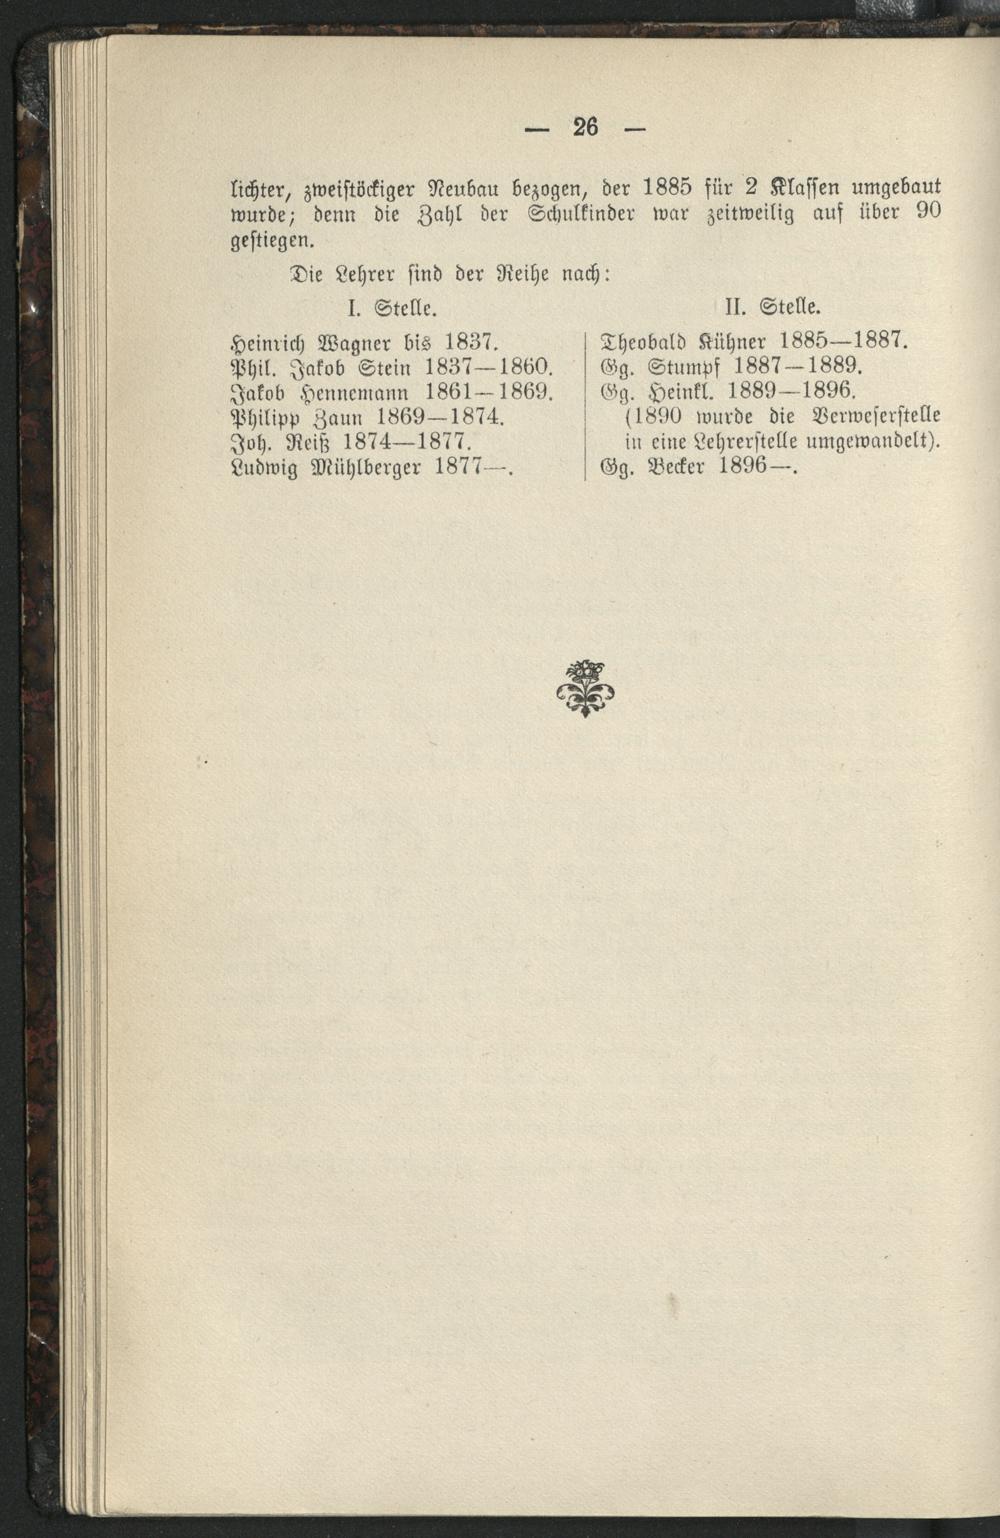 — 26 —
lichter, zweistöckiger Neubau bezogen, der 1885 für 2 Klassen umgebaut
wurde; denn die Zahl der Schulkinder war zeitweilig auf über 90
gestiegen.
Die Lehrer sind der Reihe nach:
I. Stelle.
Heinrich Wagner bis 1837.
Phil. Jakob Stein 1837—1860.
Jakob Hennemann 1861—1869.
Philipp Zaun 1869—1874.
Joh. Reiß 1874—1877.
Ludwig Mühlberger 1877—.
II. Stelle.
Theobald Kühner 1885—1887.
Gg. Stumpf 1887—1889.
Gg. Heinkl. 1889—1896.
(1890 wurde die Verweserstelle
in eine Lehrerstelle umgewandelt).
Gg. Becker 1896—.